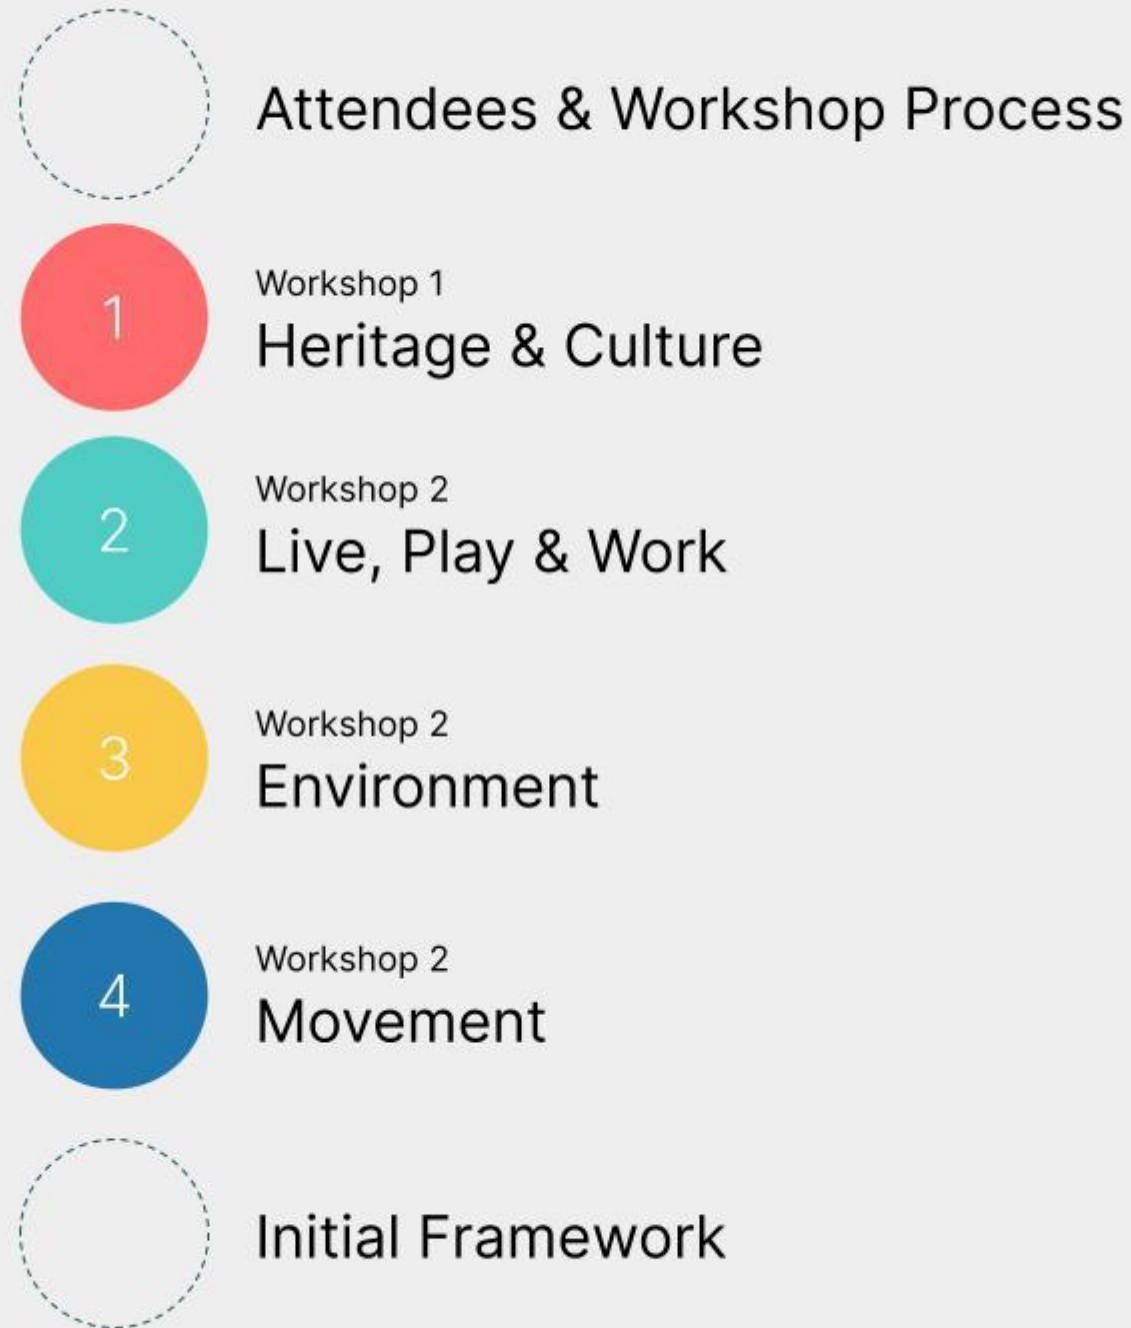 Attendees & Workshop Process
1
Workshop 1
Heritage & Culture
2
Workshop 2
Live, Play & Work
3
Workshop 2
Environment
4
Workshop 2
Movement
Initial Framework